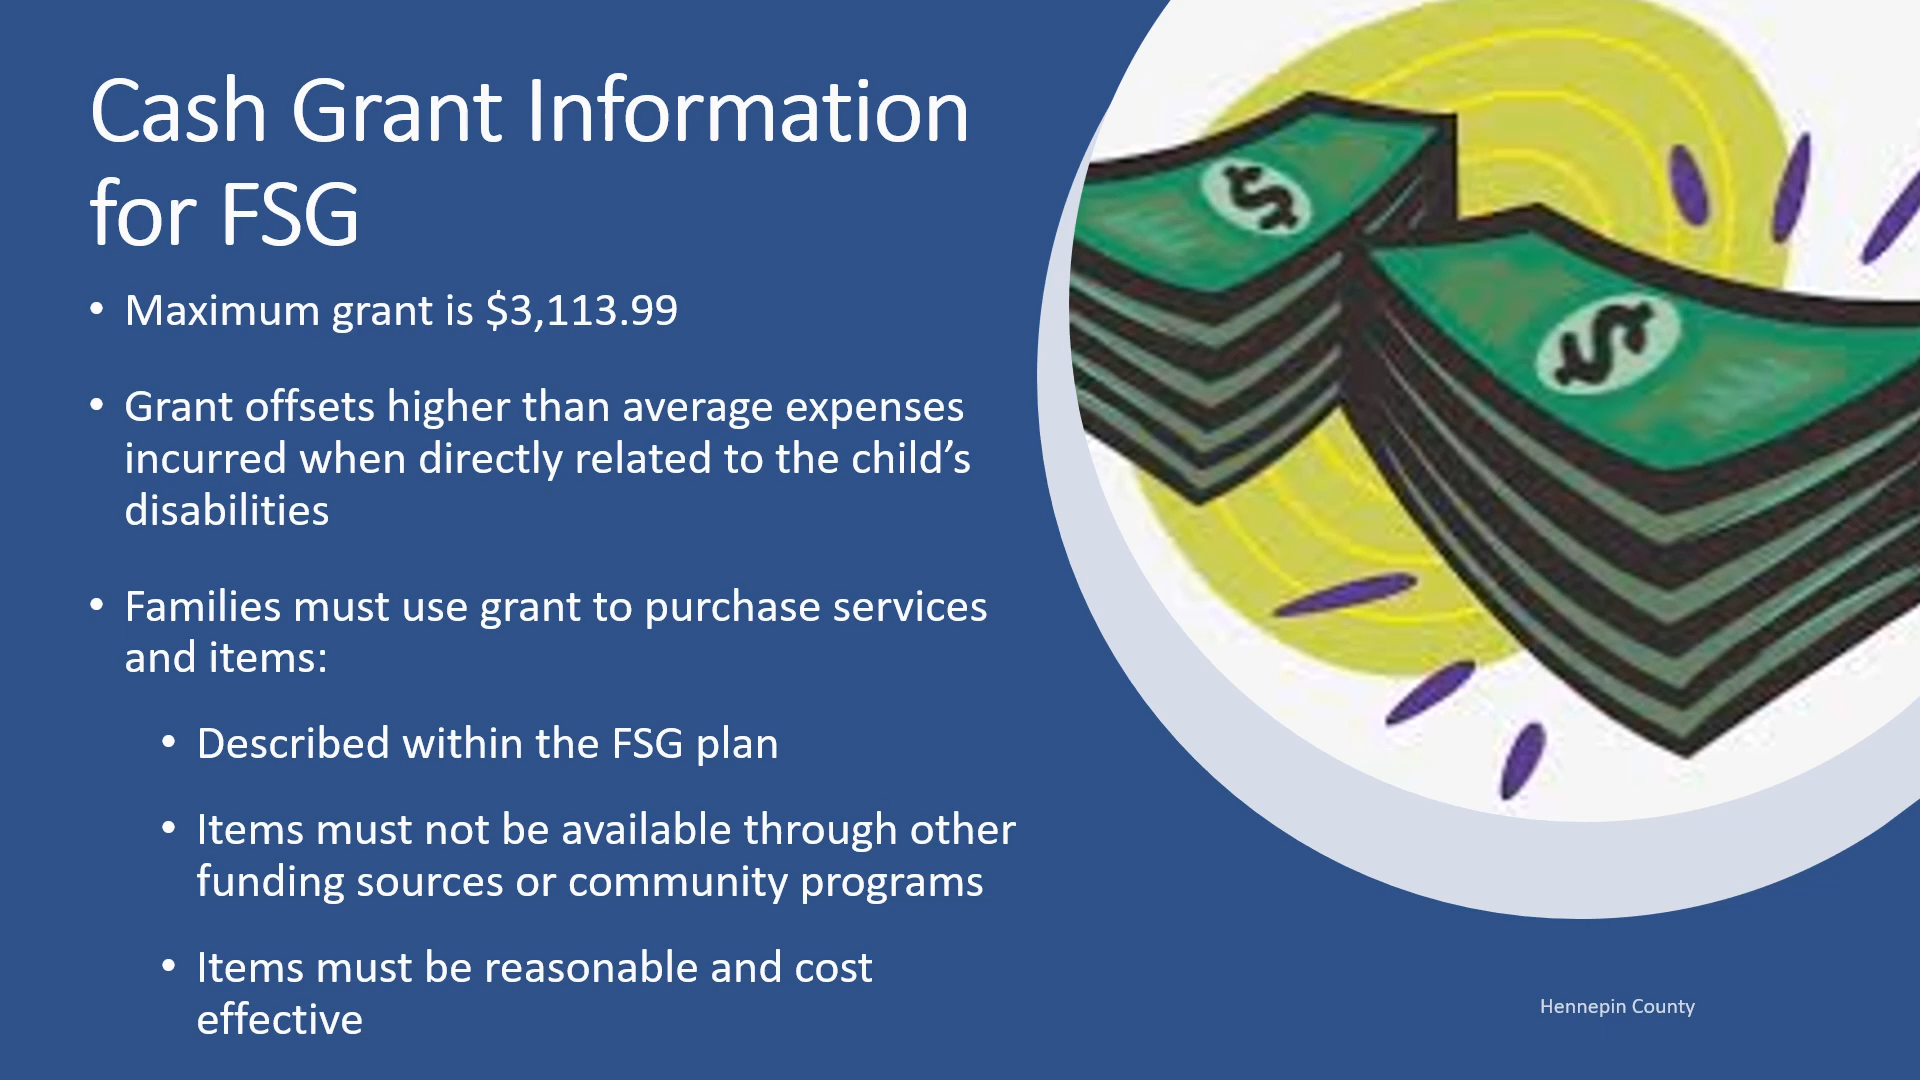 Cash Grant Information
for FSG
• Maximum grant is $3,113.99
• Grant offsets higher than average expenses
incurred when directly related to the child’s
disabilities
• Families must use grant to purchase services
and items:
• Described within the FSG plan
• Items must not be available through other
funding sources or community programs
• Items must be reasonable and cost
effective
$
$
Hennepin County